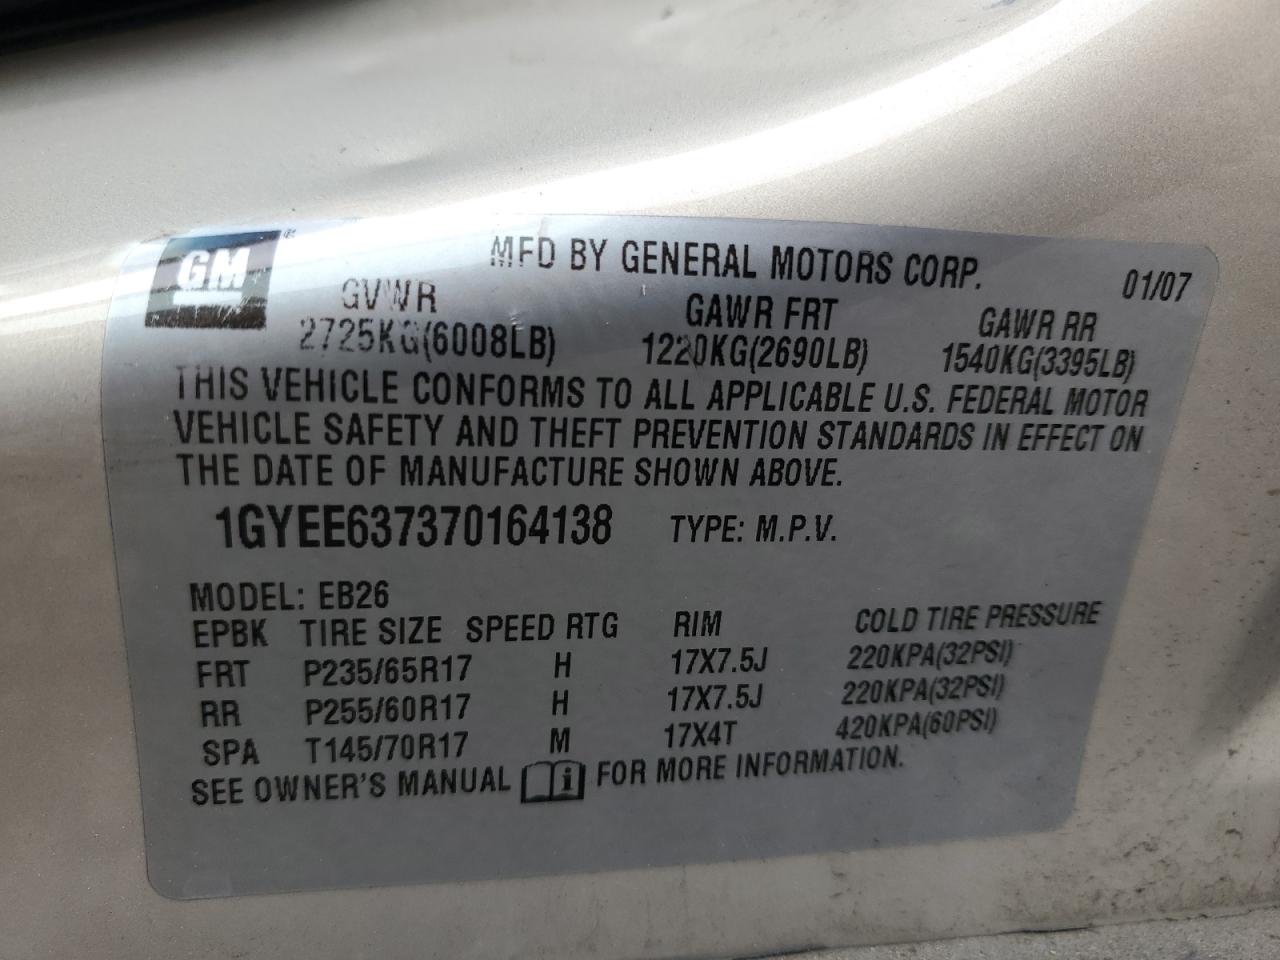 GM ®
MFD BY GENERAL MOTORS CORP.
01/07
GVWR GAWR FRT GAWR RR
2725KG(6008LB) 1220KG(2690LB) 1540KG(3395LB)
THIS VEHICLE CONFORMS TO ALL APPLICABLE U.S. FEDERAL MOTOR
VEHICLE SAFETY AND THEFT PREVENTION STANDARDS IN EFFECT ON
THE DATE OF MANUFACTURE SHOWN ABOVE.
1GYEE637370164138 TYPE: M.P.V.
MODEL: EB26
EPBK TIRE SIZE SPEED RTG RIM COLD TIRE PRESSURE
FRT P235/65R17 H 17X7.5J 220KPA(32PSI)
RR P255/60R17 H 17X7.5J 220KPA(32PSI)
SPA T145/70R17 M 17X4T 420KPA(60PSI)
SEE OWNER'S MANUAL i FOR MORE INFORMATION.